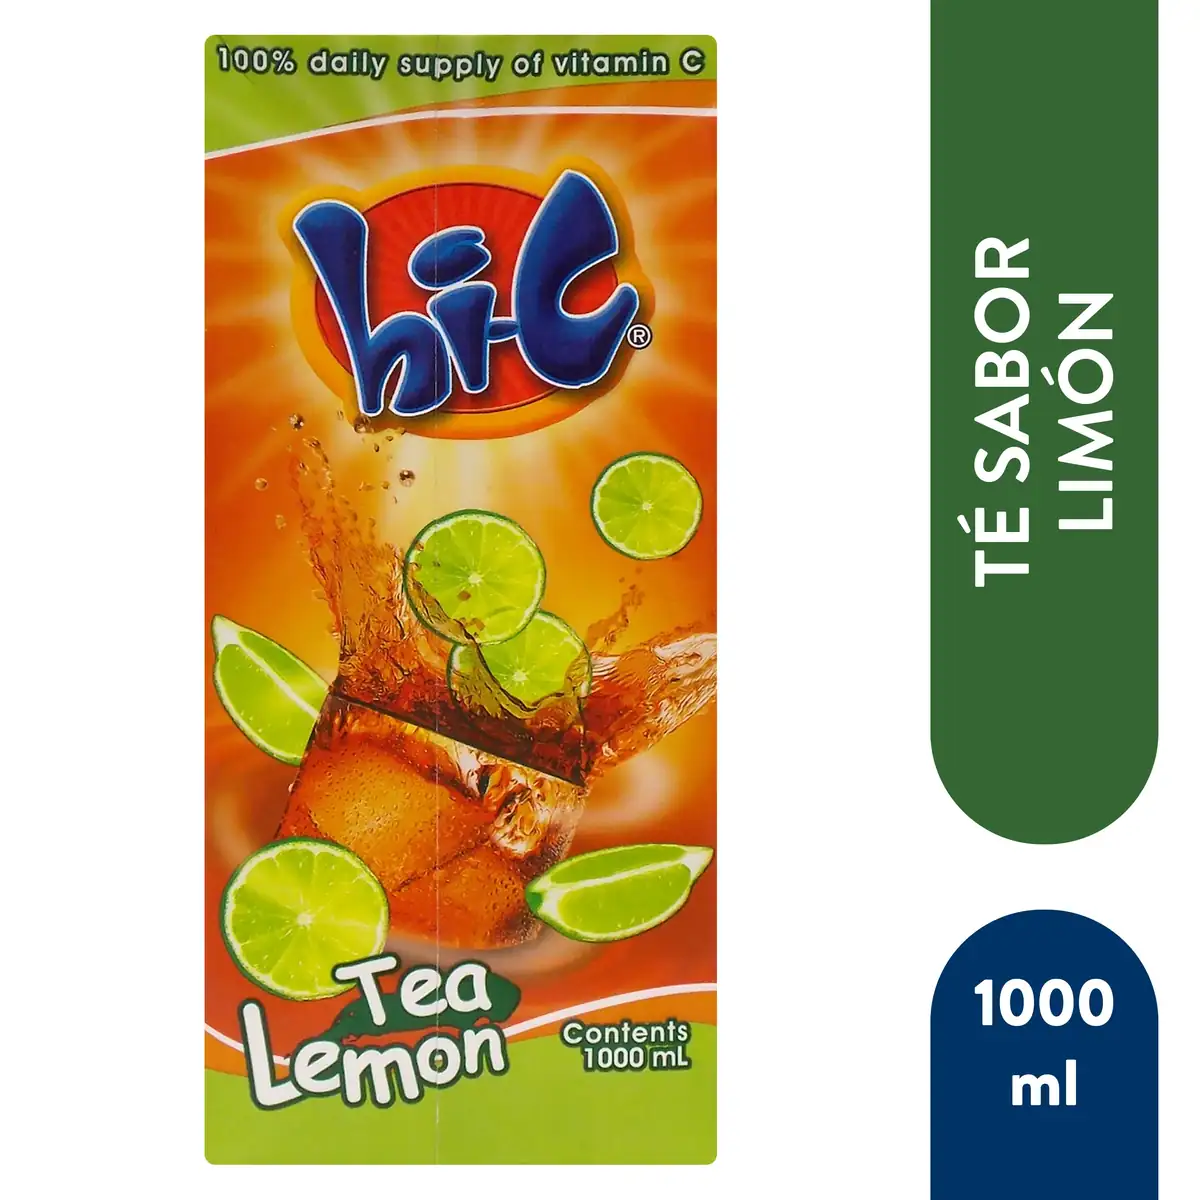 100% daily supply of vitamin C
hi-C®
Tea
Lemon
Contents
1000 mL
TÉ SABOR
LIMÓN
1000
ml